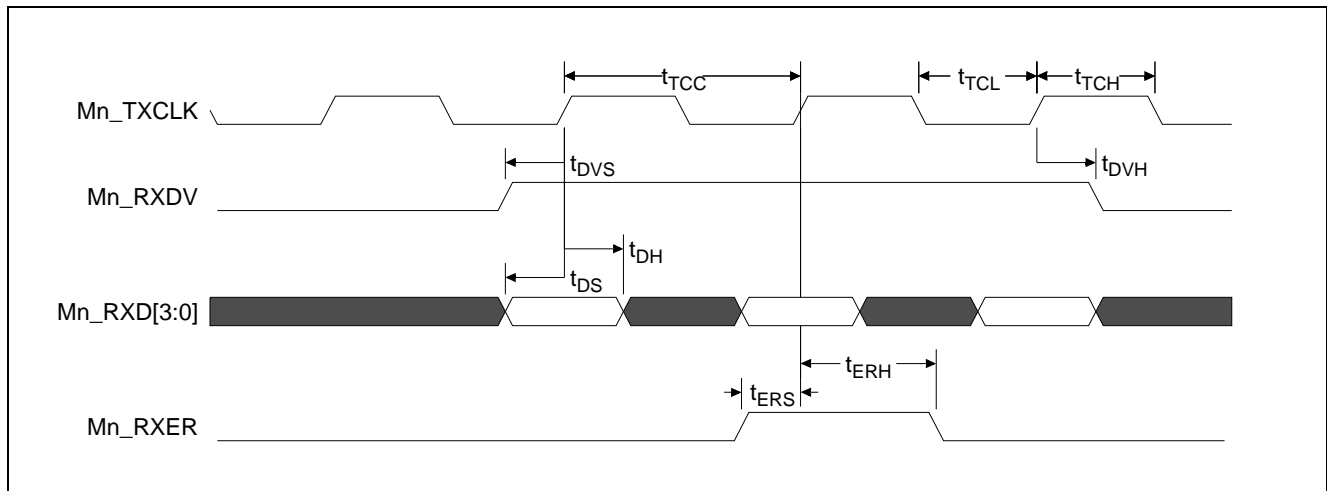 tTCC
tTCL
tTCH
Mn_TXCLK
tDVS
tDVH
Mn_RXDV
tDH
tDS
Mn_RXD[3:0]
tERH
tERS
Mn_RXER